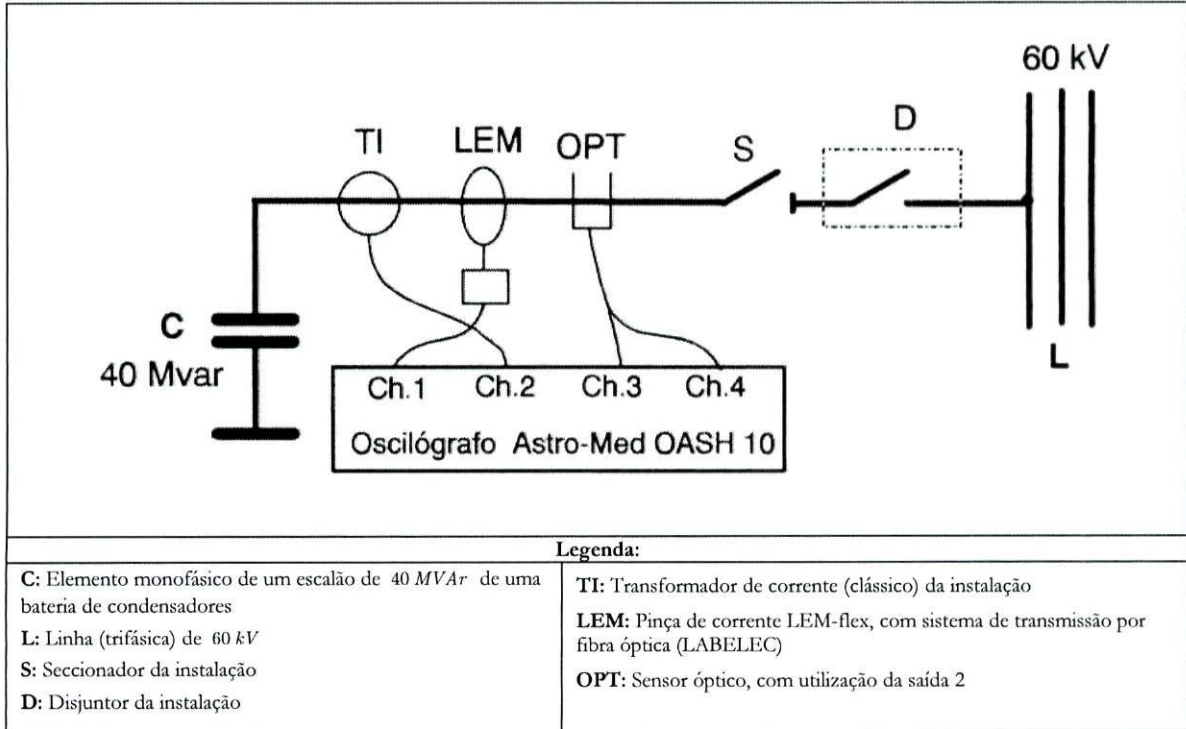 60 kV
TI LEM OPT S D
C
40 Mvar
L
Ch.1 Ch.2 Ch.3 Ch.4
Oscilógrafo Astro-Med OASH 10
Legenda:
C: Elemento monofásico de um escalão de 40 MVAr de uma
bateria de condensadores
L: Linha (trifásica) de 60 kV
S: Seccionador da instalação
D: Disjuntor da instalação
TI: Transformador de corrente (clássico) da instalação
LEM: Pinça de corrente LEM-flex, com sistema de transmissão por
fibra óptica (LABELEC)
OPT: Sensor óptico, com utilização da saída 2